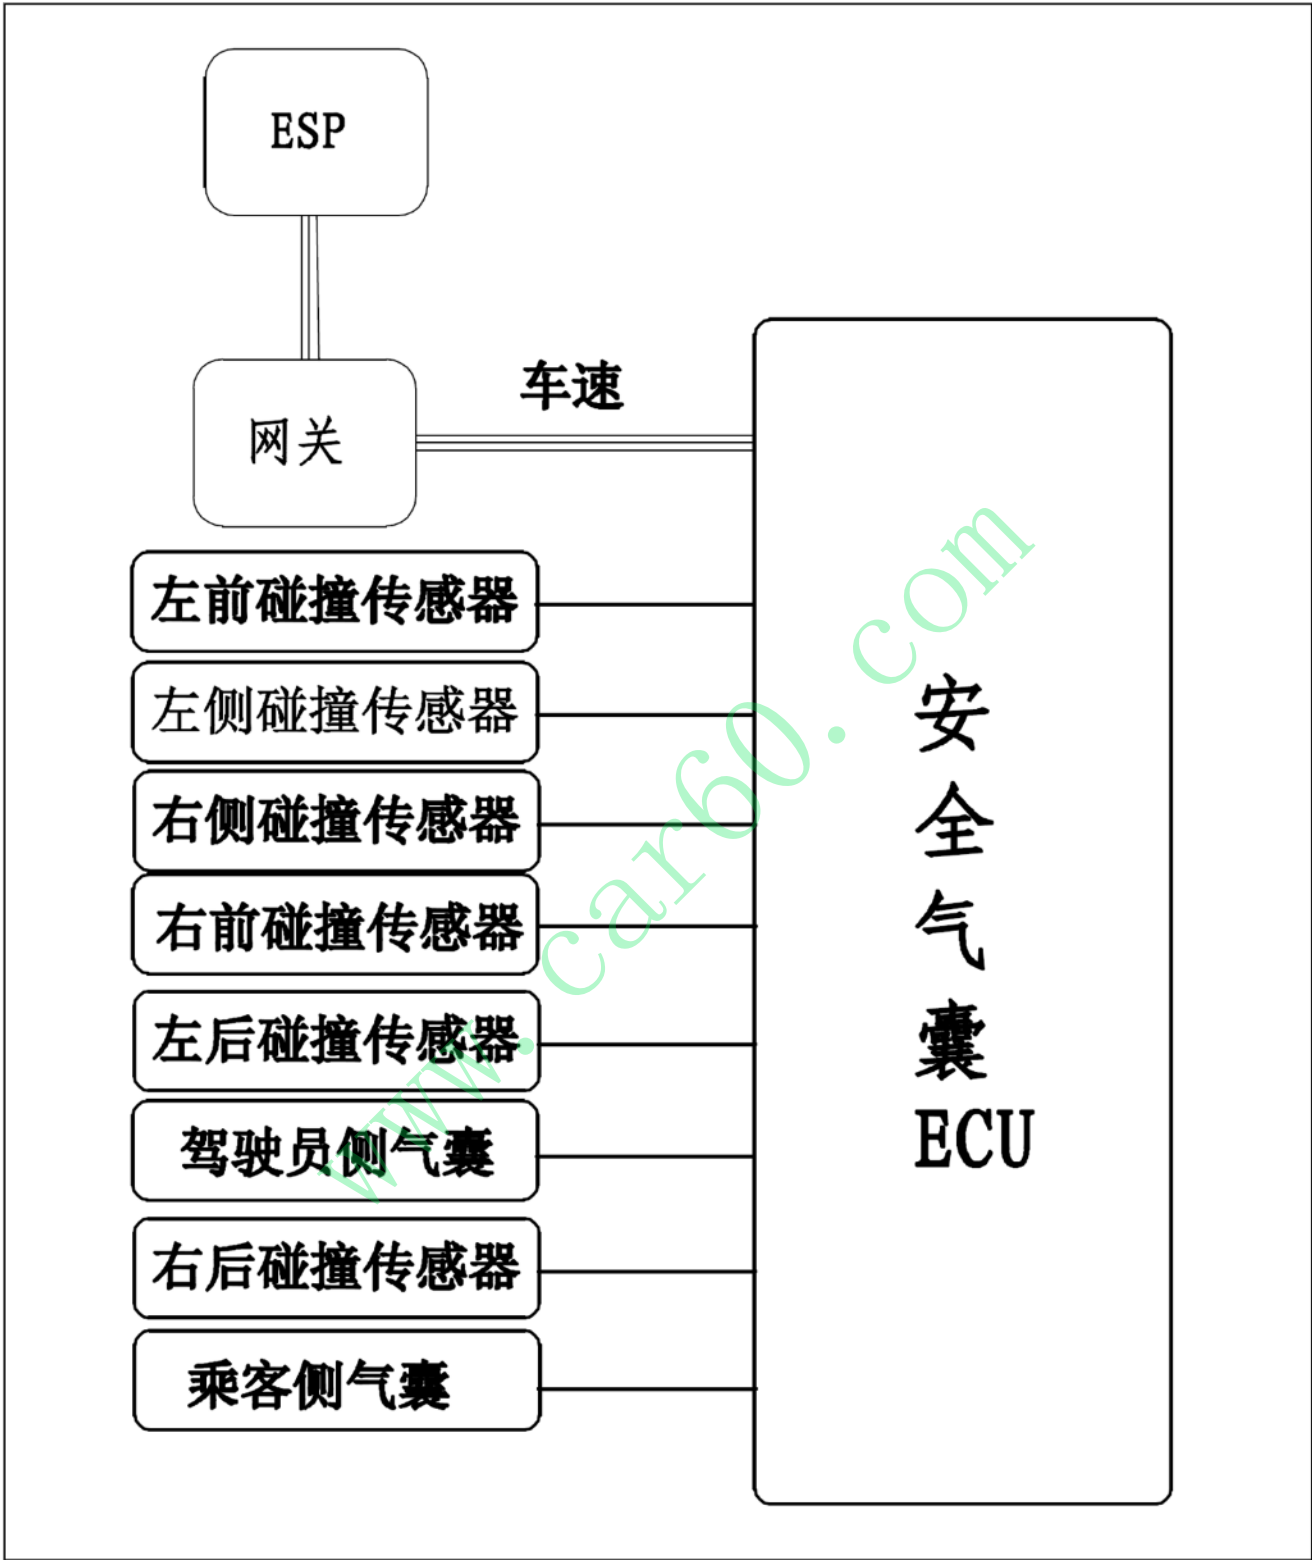 ESP
车速
网关
左前碰撞传感器
左侧碰撞传感器
右侧碰撞传感器
右前碰撞传感器
左后碰撞传感器
驾驶员侧气囊
右后碰撞传感器
乘客侧气囊
安
全
气
囊
ECU
www.car60.com